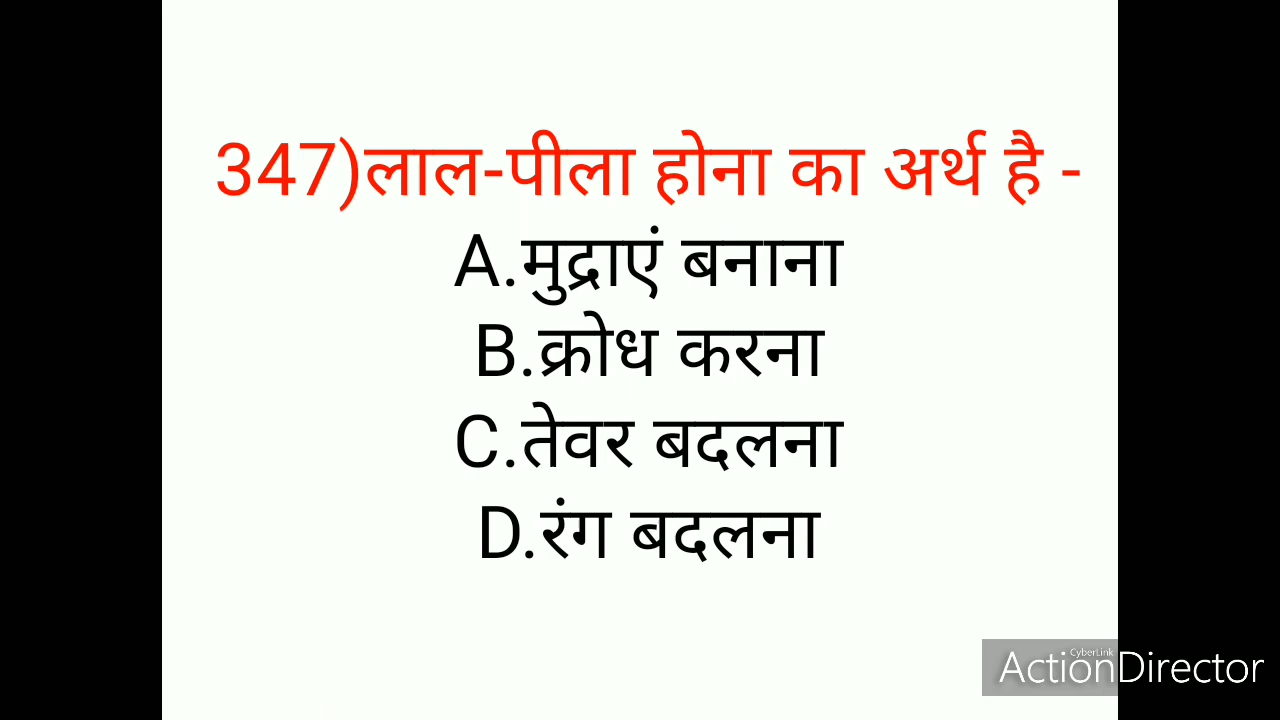 347)लाल-पीला होना का अर्थ है -
A.मुद्राएं बनाना
B.क्रोध करना
C.तेवर बदलना
D.रंग बदलना
CyberLink
ActionDirector